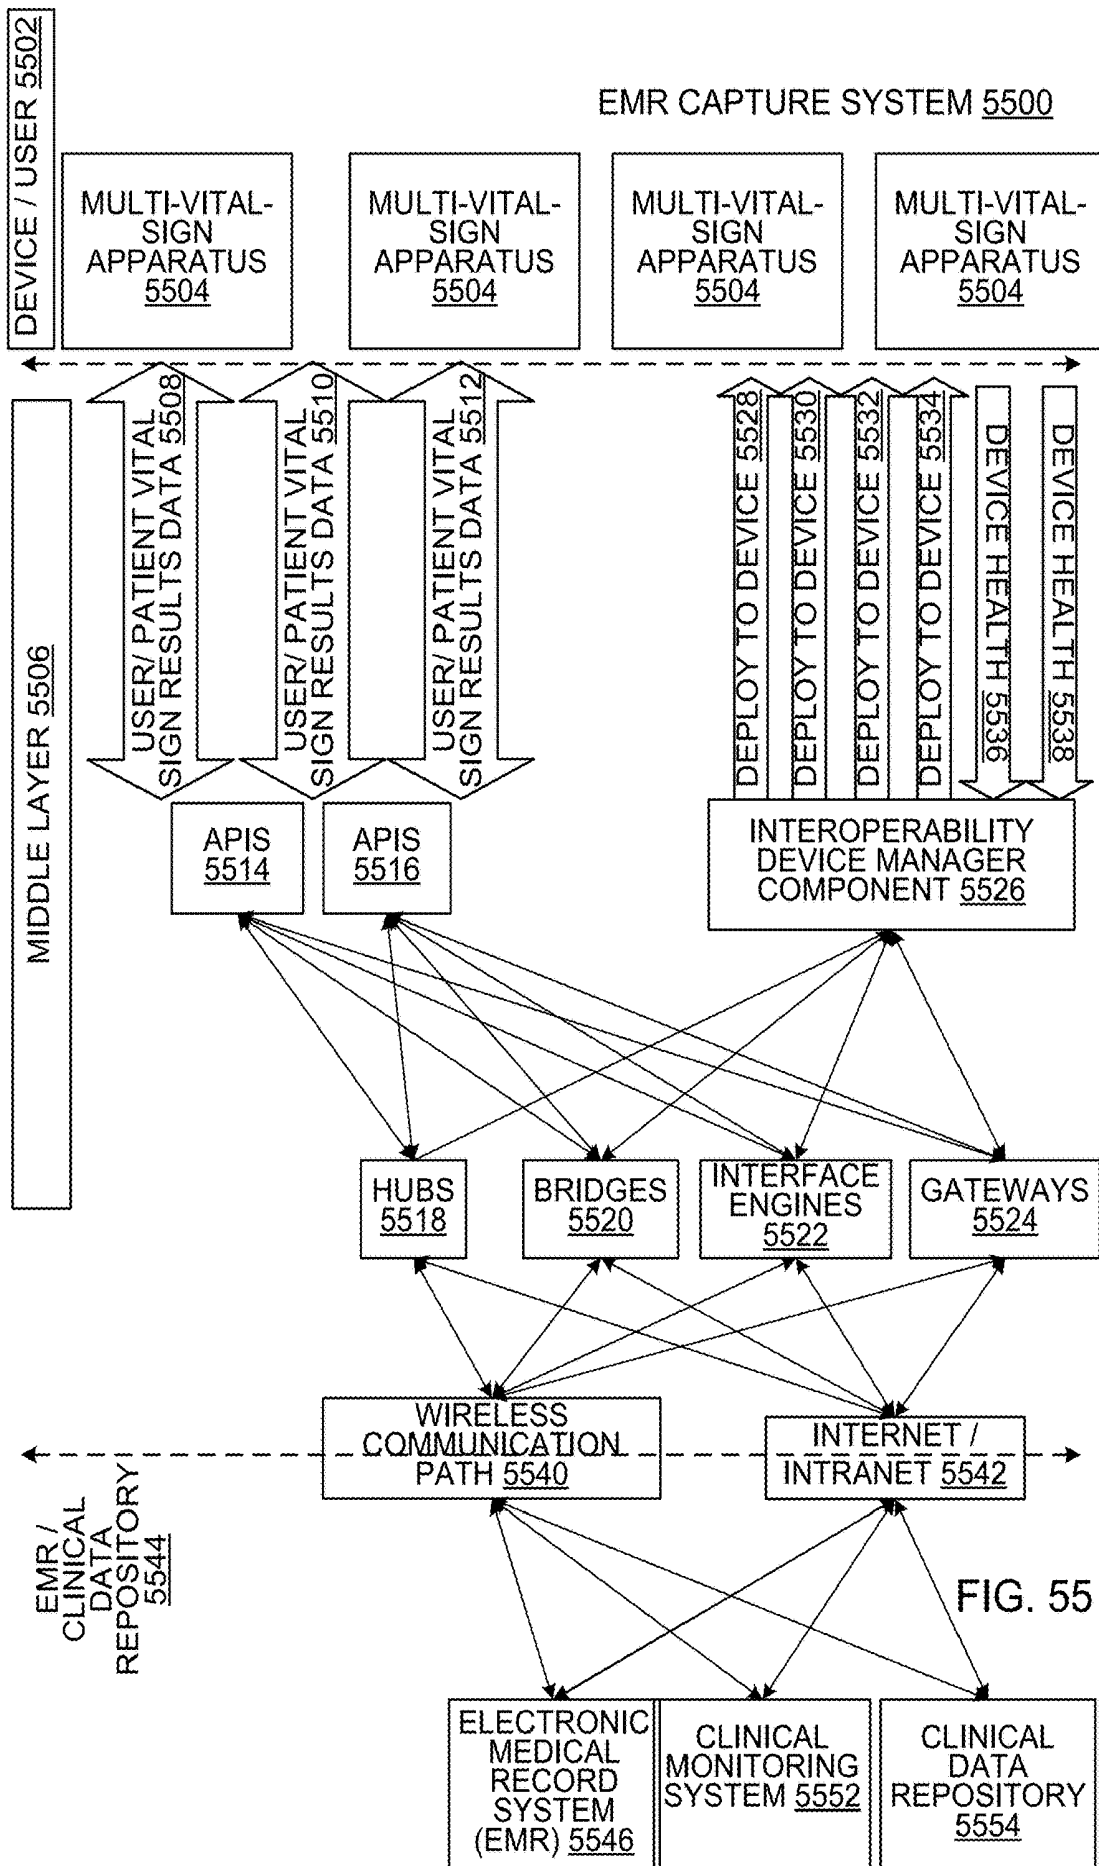 DEVICE / USER 5502
EMR CAPTURE SYSTEM 5500
MULTI-VITAL-
SIGN
APPARATUS
5504
MULTI-VITAL-
SIGN
APPARATUS
5504
MULTI-VITAL-
SIGN
APPARATUS
5504
MULTI-VITAL-
SIGN
APPARATUS
5504
MIDDLE LAYER 5506
USER/ PATIENT VITAL
SIGN RESULTS DATA 5508
USER/ PATIENT VITAL
SIGN RESULTS DATA 5510
USER/ PATIENT VITAL
SIGN RESULTS DATA 5512
DEPLOY TO DEVICE 5528
DEPLOY TO DEVICE 5530
DEPLOY TO DEVICE 5532
DEPLOY TO DEVICE 5534
DEVICE HEALTH 5536
DEVICE HEALTH 5538
APIS
5514
APIS
5516
INTEROPERABILITY
DEVICE MANAGER
COMPONENT 5526
HUBS
5518
BRIDGES
5520
INTERFACE
ENGINES
5522
GATEWAYS
5524
WIRELESS
COMMUNICATION
PATH 5540
INTERNET /
INTRANET 5542
EMR /
CLINICAL
DATA
REPOSITORY
5544
FIG. 55
ELECTRONIC
MEDICAL
RECORD
SYSTEM
(EMR) 5546
CLINICAL
MONITORING
SYSTEM 5552
CLINICAL
DATA
REPOSITORY
5554